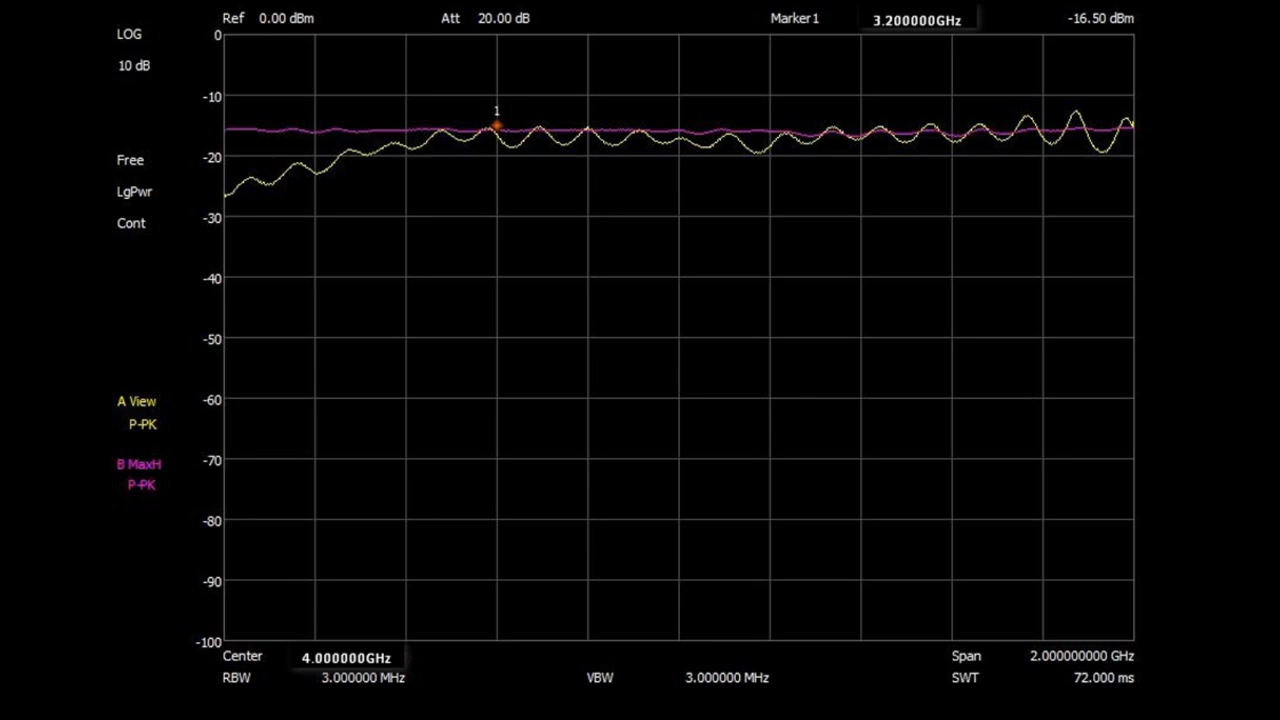 Ref 0.00 dBm Att 20.00 dB Marker1 3.200000GHz -16.50 dBm
LOG
10 dB
Free
LgPwr
Cont
A View
P-PK
B MaxH
P-PK
0
-10
-20
-30
-40
-50
-60
-70
-80
-90
-100
1
Center 4.000000GHz Span 2.000000000 GHz
RBW 3.000000 MHz VBW 3.000000 MHz SWT 72.000 ms